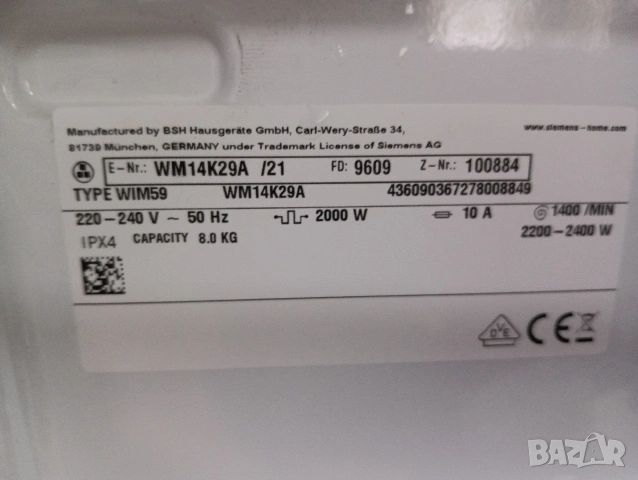 Manufactured by BSH Hausgeräte GmbH, Carl-Wery-Straße 34, www.siemens-home.com
81739 München, GERMANY under Trademark License of Siemens AG
E-Nr.: WM14K29A /21 FD: 9609 Z-Nr.: 100884
TYPE WIM59 WM14K29A 436090367278008849
220-240 V ~ 50 Hz 2000 W 10 A 1400 /MIN
IPX4 CAPACITY 8.0 KG 2200-2400 W
DVE CE
BAZAR